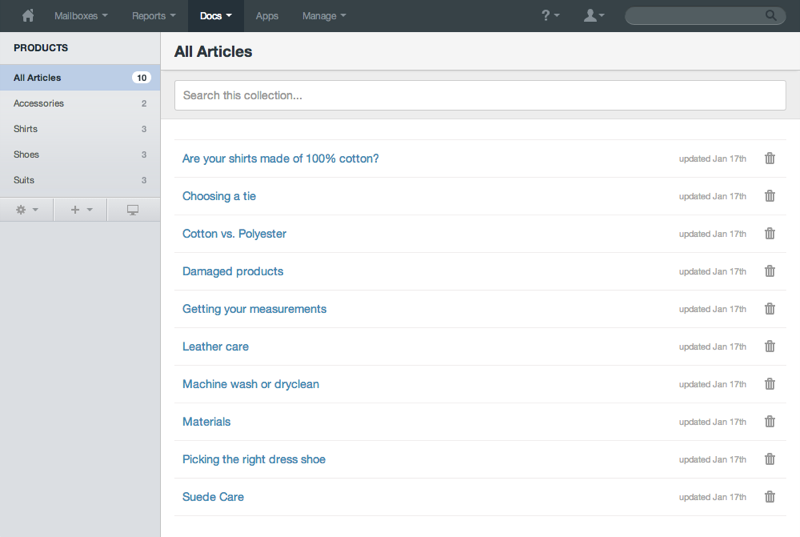 Mailboxes Reports Docs Apps Manage ?
PRODUCTS
All Articles 10
Accessories 2
Shirts 3
Shoes 3
Suits 3
All Articles
Search this collection...
Are your shirts made of 100% cotton? updated Jan 17th
Choosing a tie updated Jan 17th
Cotton vs. Polyester updated Jan 17th
Damaged products updated Jan 17th
Getting your measurements updated Jan 17th
Leather care updated Jan 17th
Machine wash or dryclean updated Jan 17th
Materials updated Jan 17th
Picking the right dress shoe updated Jan 17th
Suede Care updated Jan 17th